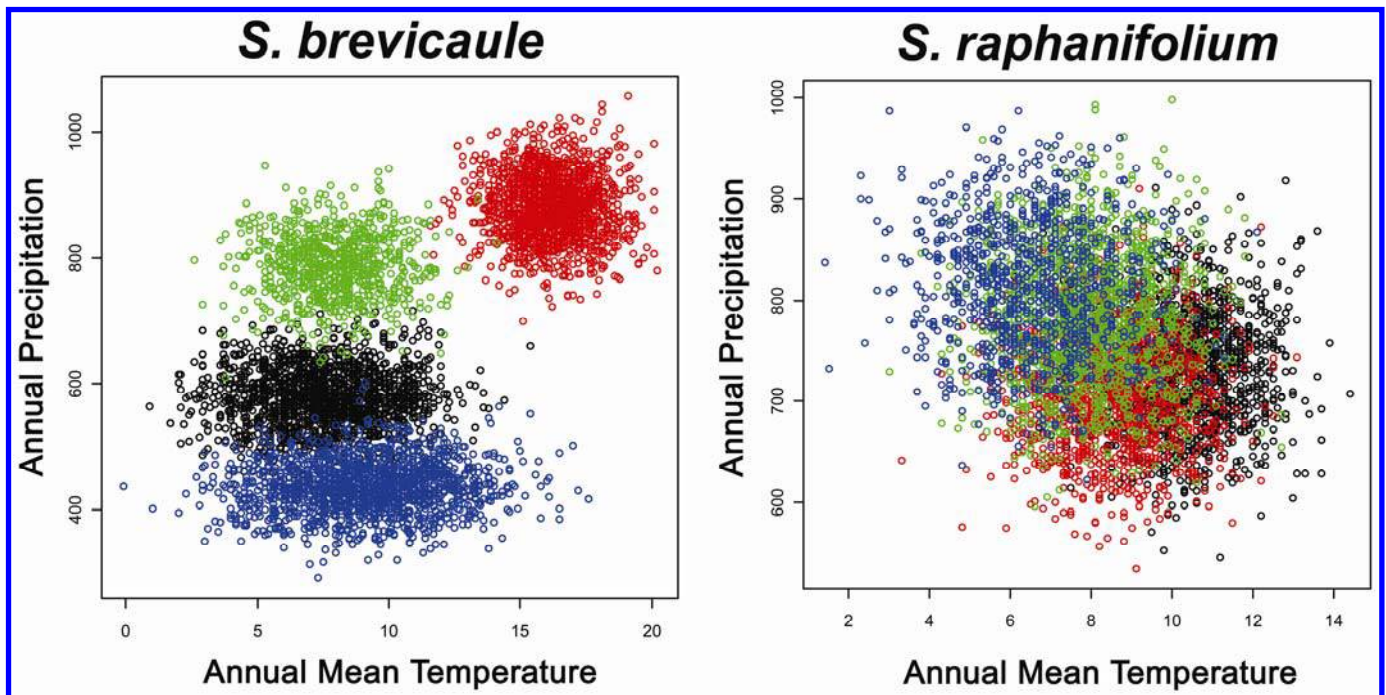 S. brevicaule
1000
800
600
400
0 5 10 15 20
Annual Precipitation
Annual Mean Temperature
S. raphanifolium
1000
900
800
700
600
2 4 6 8 10 12 14
Annual Precipitation
Annual Mean Temperature